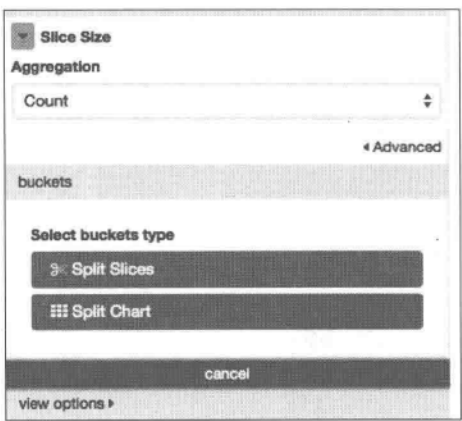 Slice Size
Aggregation
Count
Advanced
buckets
Select buckets type
Split Slices
Split Chart
cancel
view options